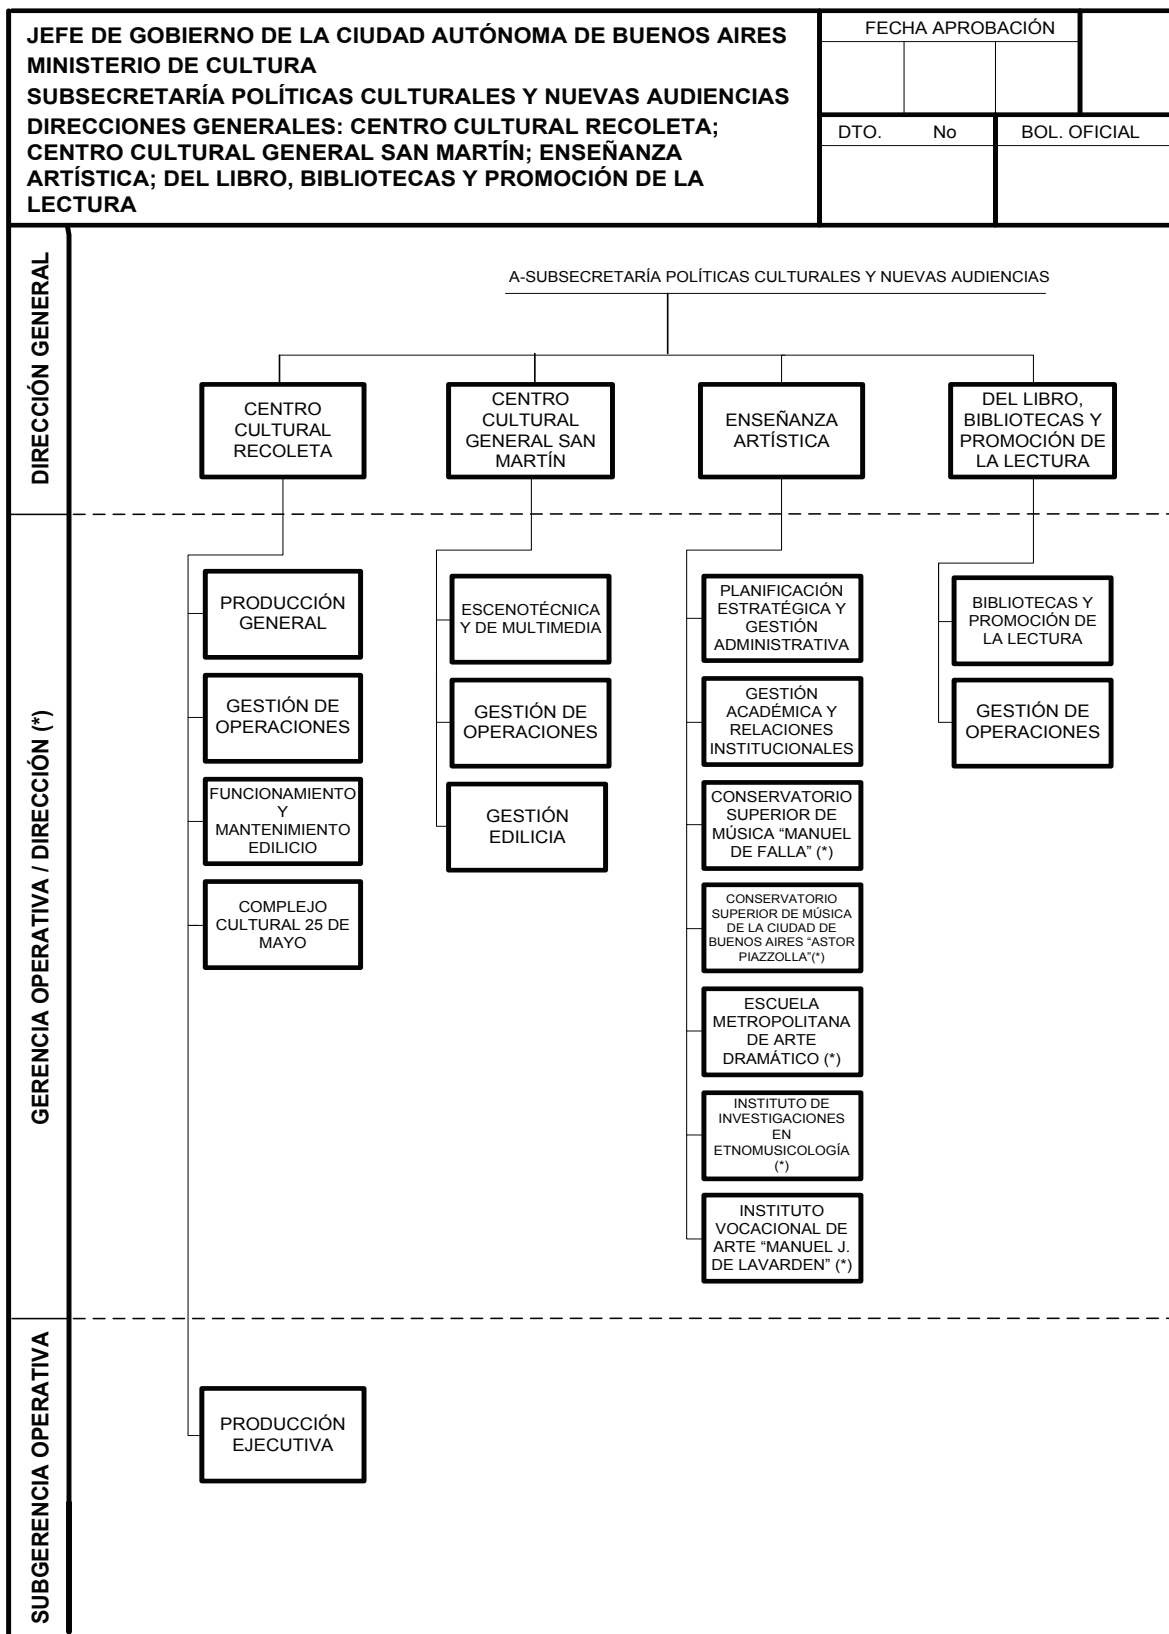 JEFE DE GOBIERNO DE LA CIUDAD AUTÓNOMA DE BUENOS AIRES
MINISTERIO DE CULTURA
SUBSECRETARÍA POLÍTICAS CULTURALES Y NUEVAS AUDIENCIAS
DIRECCIONES GENERALES: CENTRO CULTURAL RECOLETA;
CENTRO CULTURAL GENERAL SAN MARTÍN; ENSEÑANZA
ARTÍSTICA; DEL LIBRO, BIBLIOTECAS Y PROMOCIÓN DE LA
LECTURA
FECHA APROBACIÓN
DTO. No
BOL. OFICIAL
DIRECCIÓN GENERAL
A-SUBSECRETARÍA POLÍTICAS CULTURALES Y NUEVAS AUDIENCIAS
CENTRO
CULTURAL
RECOLETA
CENTRO
CULTURAL
GENERAL SAN
MARTÍN
ENSEÑANZA
ARTÍSTICA
DEL LIBRO,
BIBLIOTECAS Y
PROMOCIÓN DE
LA LECTURA
GERENCIA OPERATIVA / DIRECCIÓN (*)
PRODUCCIÓN
GENERAL
GESTIÓN DE
OPERACIONES
FUNCIONAMIENTO
Y
MANTENIMIENTO
EDILICIO
COMPLEJO
CULTURAL 25 DE
MAYO
ESCENOTÉCNICA
Y DE MULTIMEDIA
GESTIÓN DE
OPERACIONES
GESTIÓN
EDILICIA
PLANIFICACIÓN
ESTRATÉGICA Y
GESTIÓN
ADMINISTRATIVA
GESTIÓN
ACADÉMICA Y
RELACIONES
INSTITUCIONALES
CONSERVATORIO
SUPERIOR DE
MÚSICA “MANUEL
DE FALLA” (*)
CONSERVATORIO
SUPERIOR DE MÚSICA
DE LA CIUDAD DE
BUENOS AIRES “ASTOR
PIAZZOLLA”(*)
ESCUELA
METROPOLITANA
DE ARTE
DRAMÁTICO (*)
INSTITUTO DE
INVESTIGACIONES
EN
ETNOMUSICOLOGÍA
(*)
INSTITUTO
VOCACIONAL DE
ARTE “MANUEL J.
DE LAVARDEN” (*)
BIBLIOTECAS Y
PROMOCIÓN DE
LA LECTURA
GESTIÓN DE
OPERACIONES
SUBGERENCIA OPERATIVA
PRODUCCIÓN
EJECUTIVA